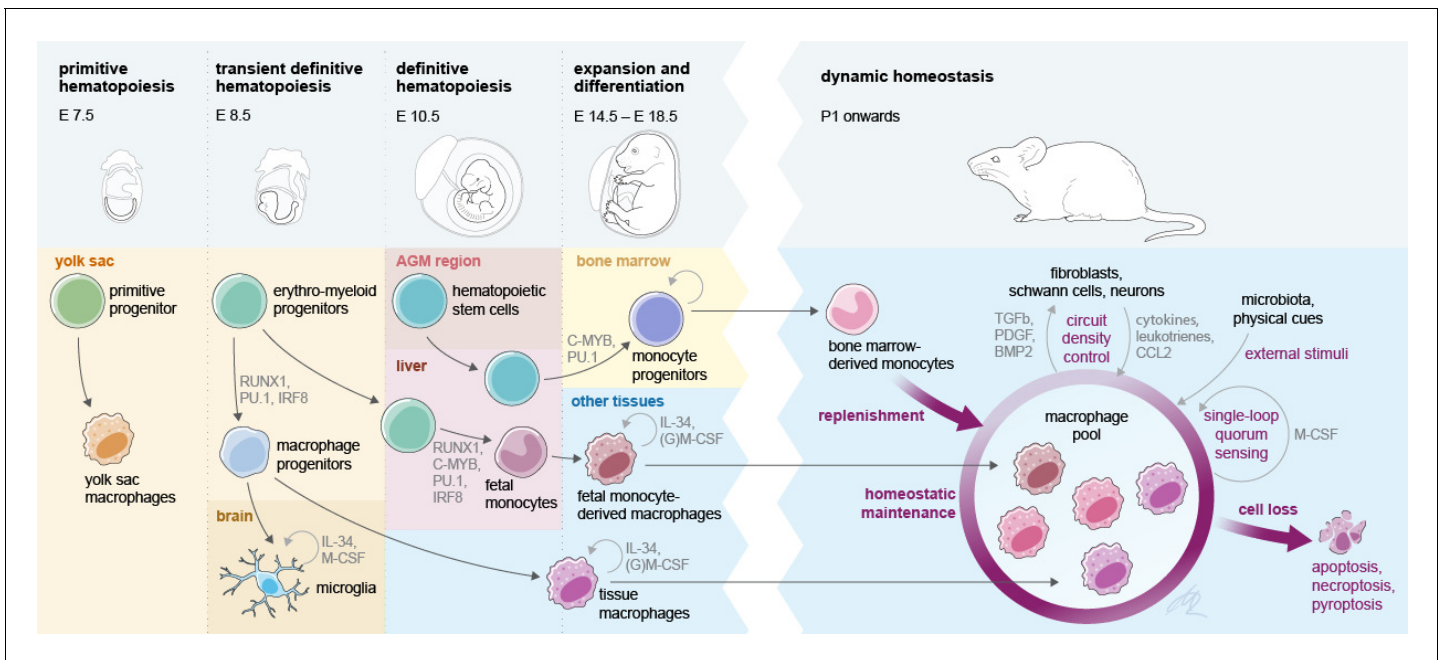 primitive
hematopoiesis
E 7.5
transient definitive
hematopoiesis
E 8.5
definitive
hematopoiesis
E 10.5
expansion and
differentiation
E 14.5 – E 18.5
dynamic homeostasis
P1 onwards
yolk sac
primitive
progenitor
yolk sac
macrophages
erythro-myeloid
progenitors
RUNX1,
PU.1, IRF8
macrophage
progenitors
brain
IL-34,
M-CSF
microglia
AGM region
hematopoietic
stem cells
liver
RUNX1,
C-MYB,
PU.1,
IRF8
fetal
monocytes
bone marrow
C-MYB,
PU.1
monocyte
progenitors
other tissues
IL-34,
(G)M-CSF
fetal monocyte-
derived macrophages
IL-34,
(G)M-CSF
tissue
macrophages
bone marrow-
derived monocytes
replenishment
homeostatic
maintenance
fibroblasts,
schwann cells, neurons
TGFb,
PDGF,
BMP2
circuit
density
control
cytokines,
leukotrienes,
CCL2
microbiota,
physical cues
external stimuli
macrophage
pool
single-loop
quorum
sensing
M-CSF
cell loss
apoptosis,
necroptosis,
pyroptosis